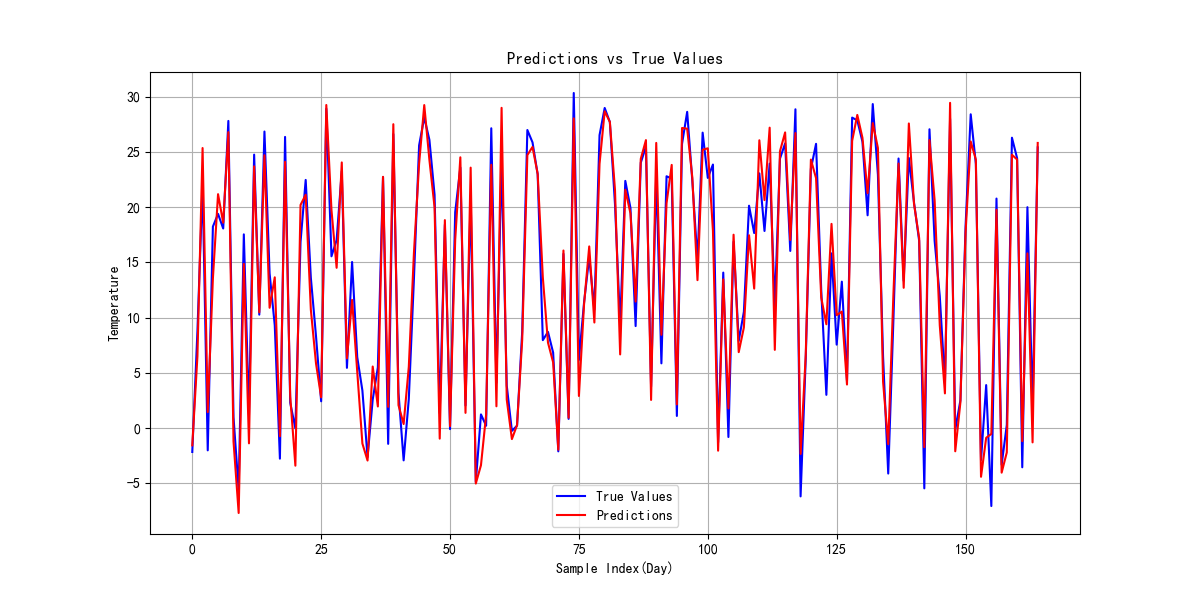 Predictions vs True Values
Temperature
30
25
20
15
10
5
0
−5
0 25 50 75 100 125 150
Sample Index(Day)
True Values
Predictions